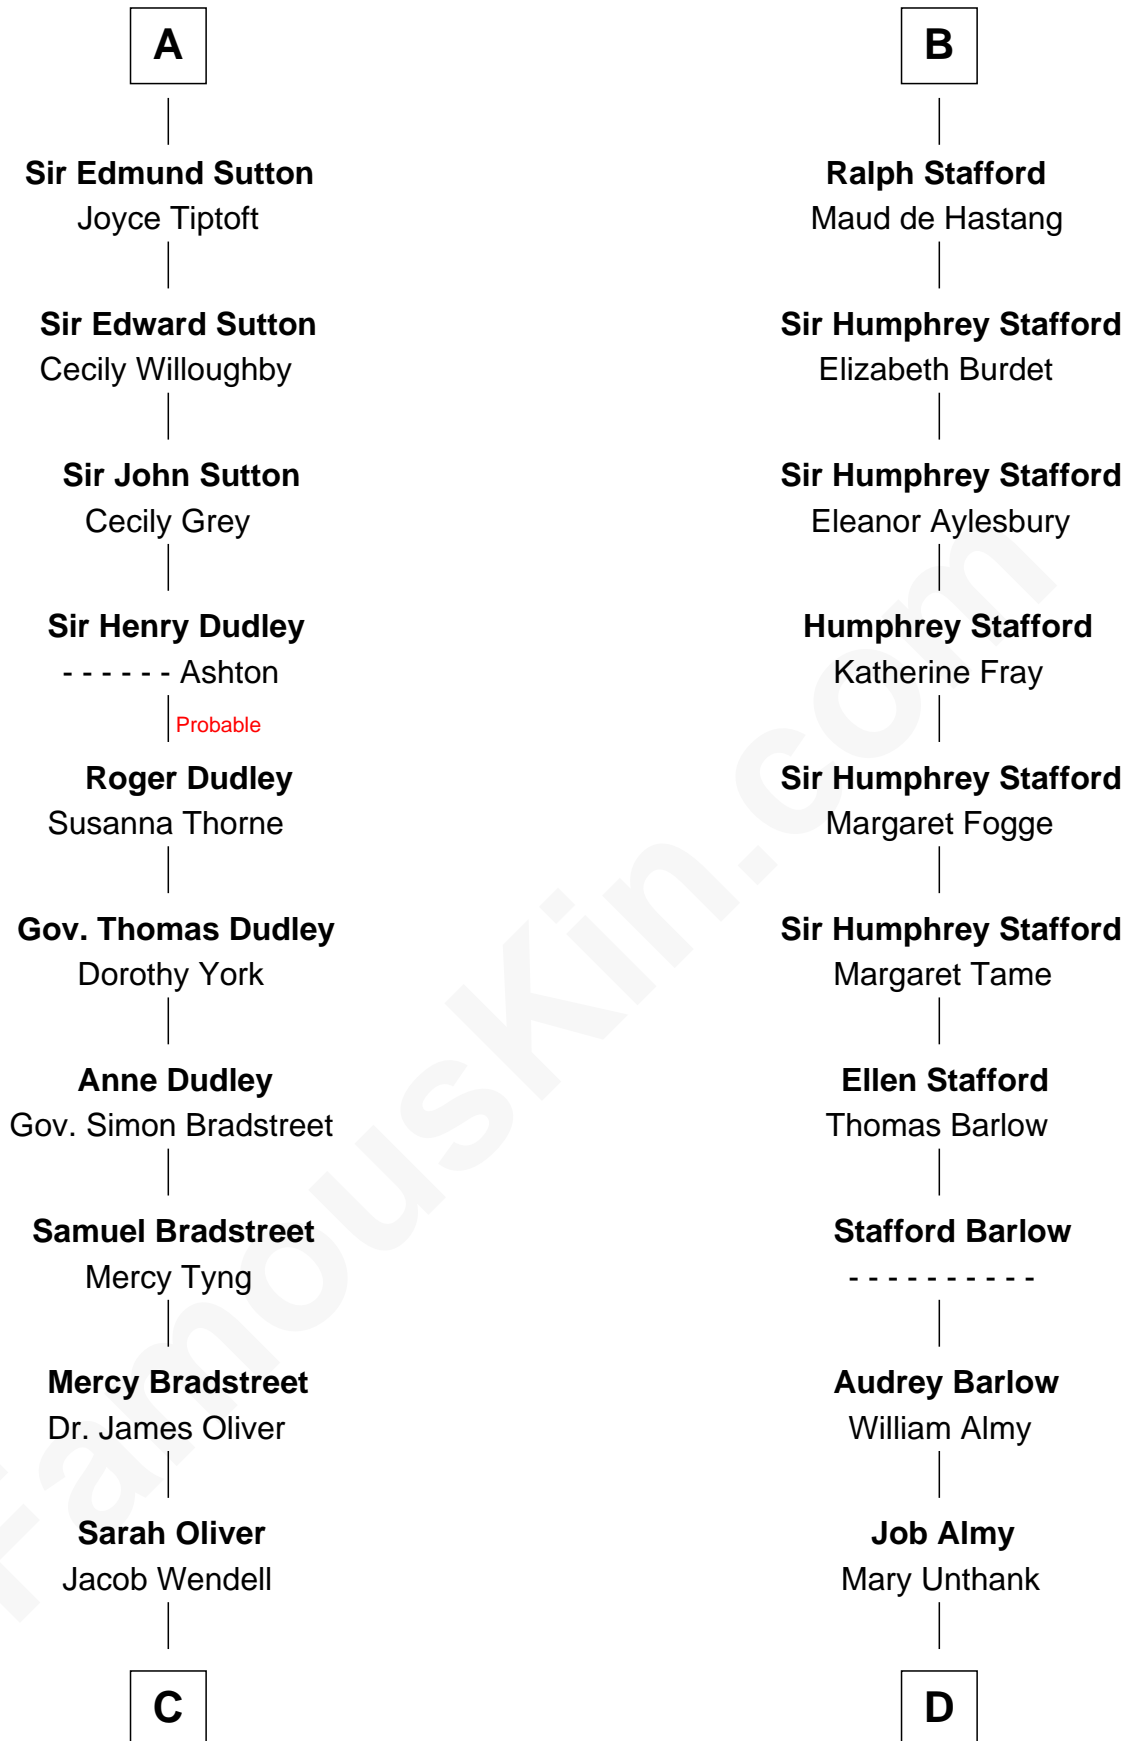 A
Sir Edmund Sutton
Joyce Tiptoft
Sir Edward Sutton
Cecily Willoughby
Sir John Sutton
Cecily Grey
Sir Henry Dudley
- - - - - - Ashton
Probable
Roger Dudley
Susanna Thorne
Gov. Thomas Dudley
Dorothy York
Anne Dudley
Gov. Simon Bradstreet
Samuel Bradstreet
Mercy Tyng
Mercy Bradstreet
Dr. James Oliver
Sarah Oliver
Jacob Wendell
C
B
Ralph Stafford
Maud de Hastang
Sir Humphrey Stafford
Elizabeth Burdet
Sir Humphrey Stafford
Eleanor Aylesbury
Humphrey Stafford
Katherine Fray
Sir Humphrey Stafford
Margaret Fogge
Sir Humphrey Stafford
Margaret Tame
Ellen Stafford
Thomas Barlow
Stafford Barlow
- - - - - - - - - -
Audrey Barlow
William Almy
Job Almy
Mary Unthank
D
FamousKin.com